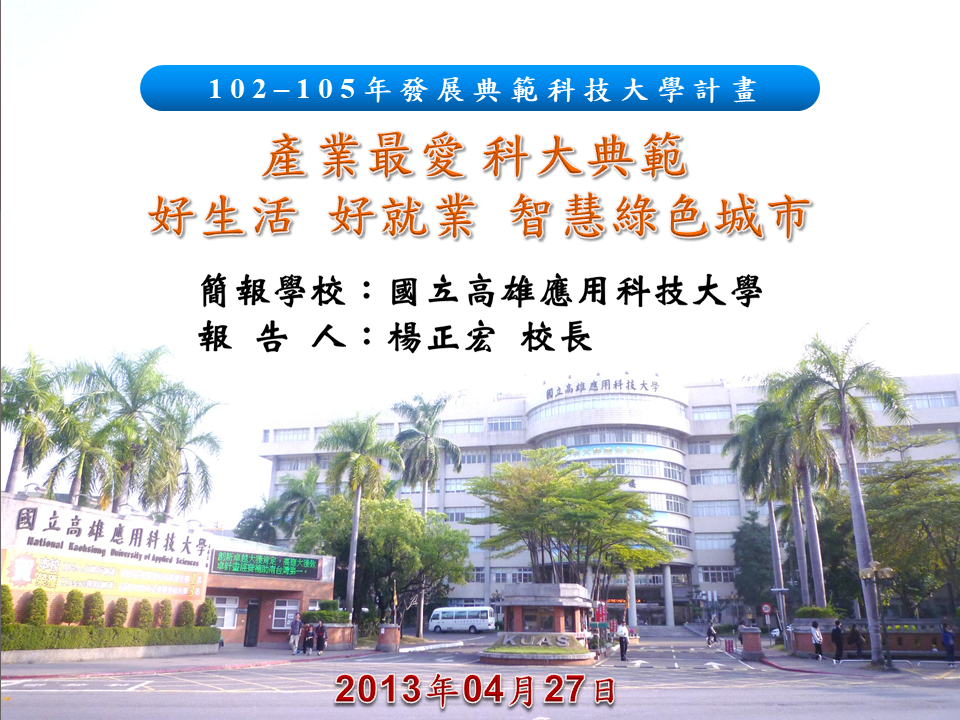 102–105年發展典範科技大學計畫
產業最愛 科大典範
好生活 好就業 智慧綠色城市
簡報學校：國立高雄應用科技大學
報 告 人：楊正宏 校長
國立高雄應用科技大學
國立高雄應用科技大學
National Kaohsiung University of Applied Sciences
KUAS
2013年04月27日